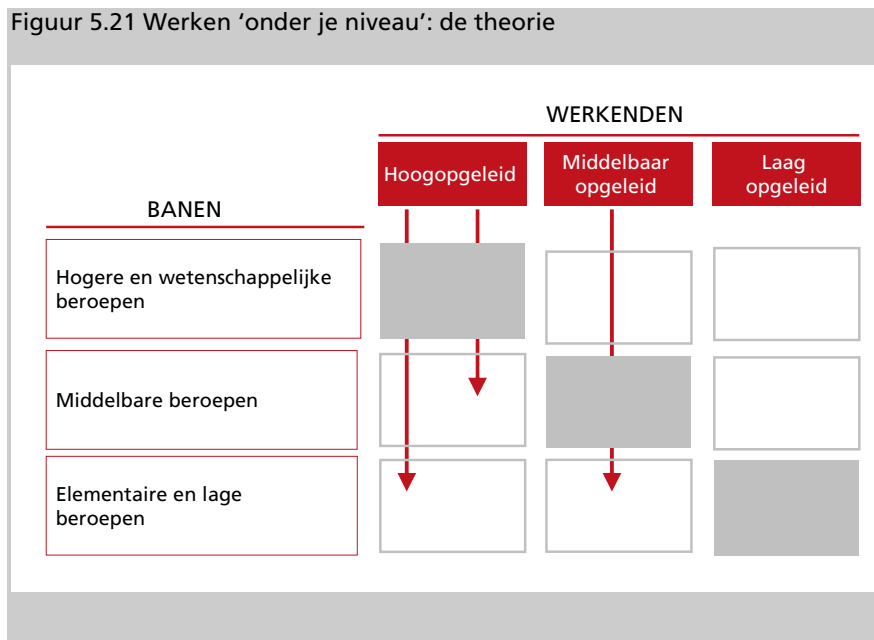 Figuur 5.21 Werken ‘onder je niveau’: de theorie
WERKENDEN
Hoogopgeleid
Middelbaar
opgeleid
Laag
opgeleid
BANEN
Hogere en wetenschappelijke
beroepen
Middelbare beroepen
Elementaire en lage
beroepen